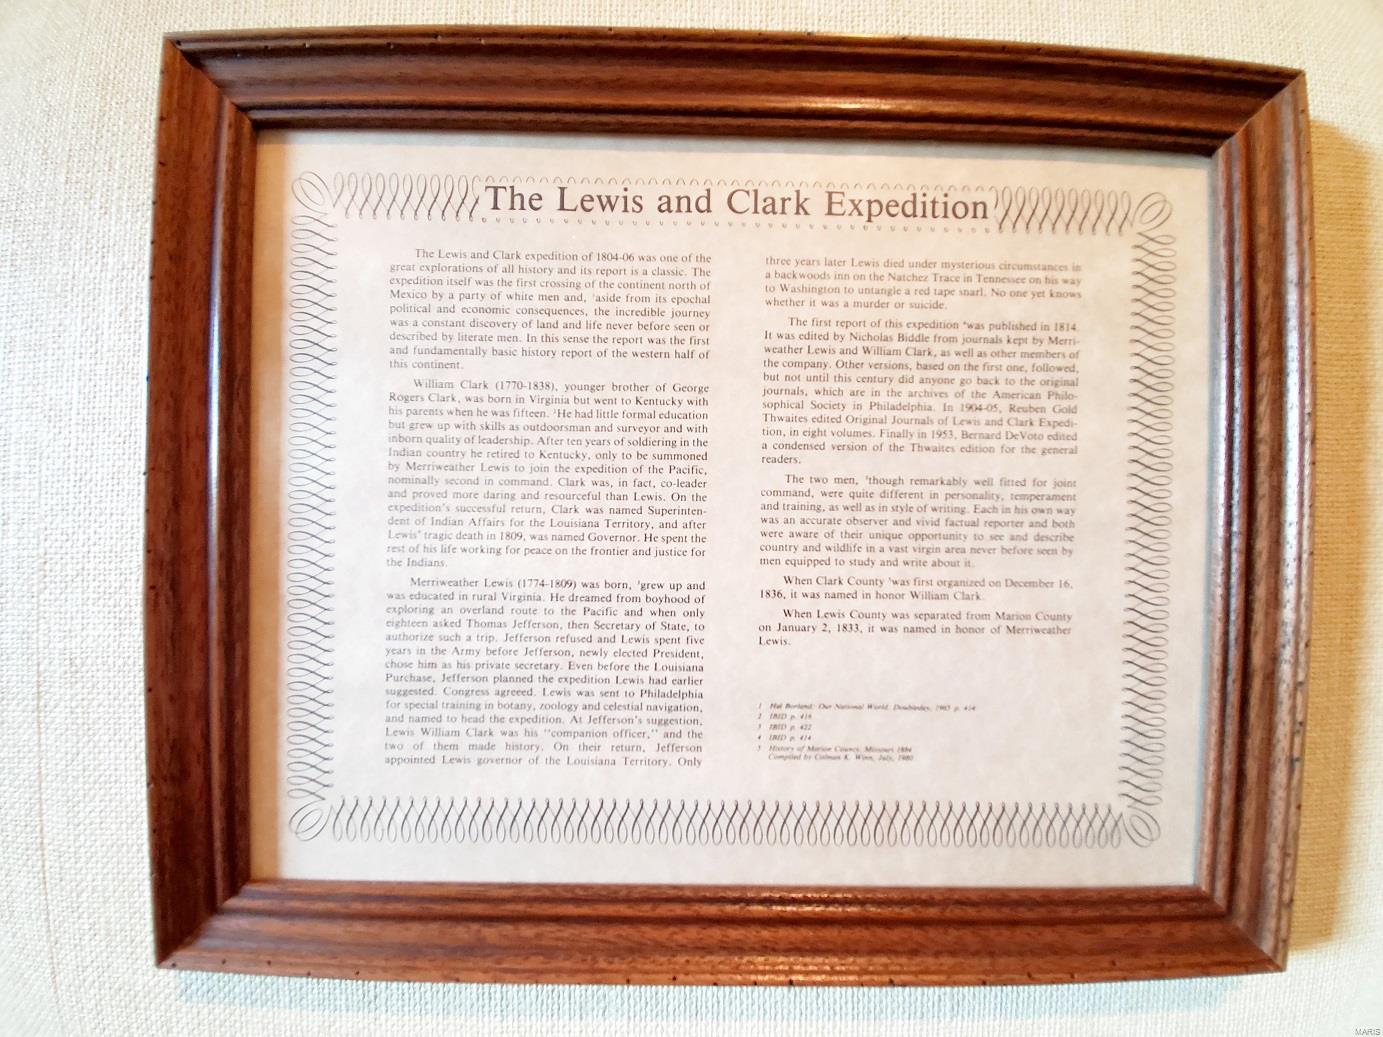 The Lewis and Clark Expedition
The Lewis and Clark expedition of 1804-06 was one of the
great explorations of all history and its report is a classic. The
expedition itself was the first crossing of the continent north of
Mexico by a party of white men and, ¹aside from its epochal
political and economic consequences, the incredible journey
was a constant discovery of land and life never before seen or
described by literate men. In this sense the report was the first
and fundamentally basic history report of the western half of
this continent.
William Clark (1770-1838), younger brother of George
Rogers Clark, was born in Virginia but went to Kentucky with
his parents when he was fifteen. ²He had little formal education
but grew up with skills as outdoorsman and surveyor and with
inborn quality of leadership. After ten years of soldiering in the
Indian country he retired to Kentucky, only to be summoned
by Merriweather Lewis to join the expedition of the Pacific,
nominally second in command. Clark was, in fact, co-leader
and proved more daring and resourceful than Lewis. On the
expedition's successful return, Clark was named Superinten-
dent of Indian Affairs for the Louisiana Territory, and after
Lewis' tragic death in 1809, was named Governor. He spent the
rest of his life working for peace on the frontier and justice for
the Indians.
Merriweather Lewis (1774-1809) was born, ³grew up and
was educated in rural Virginia. He dreamed from boyhood of
exploring an overland route to the Pacific and when only
eighteen asked Thomas Jefferson, then Secretary of State, to
authorize such a trip. Jefferson refused and Lewis spent five
years in the Army before Jefferson, newly elected President,
chose him as his private secretary. Even before the Louisiana
Purchase, Jefferson planned the expedition Lewis had earlier
suggested. Congress agreeed. Lewis was sent to Philadelphia
for special training in botany, zoology and celestial navigation,
and named to head the expedition. At Jefferson's suggestion,
Lewis William Clark was his "companion officer," and the
two of them made history. On their return, Jefferson
appointed Lewis governor of the Louisiana Territory. Only
three years later Lewis died under mysterious circumstances in
a backwoods inn on the Natchez Trace in Tennessee on his way
to Washington to untangle a red tape snarl. No one yet knows
whether it was a murder or suicide.
The first report of this expedition ⁴was published in 1814.
It was edited by Nicholas Biddle from journals kept by Merri-
weather Lewis and William Clark, as well as other members of
the company. Other versions, based on the first one, followed,
but not until this century did anyone go back to the original
journals, which are in the archives of the American Philo-
sophical Society in Philadelphia. In 1904-05, Reuben Gold
Thwaites edited Original Journals of Lewis and Clark Expedi-
tion, in eight volumes. Finally in 1953, Bernard DeVoto edited
a condensed version of the Thwaites edition for the general
readers.
The two men, ¹though remarkably well fitted for joint
command, were quite different in personality, temperament
and training, as well as in style of writing. Each in his own way
was an accurate observer and vivid factual reporter and both
were aware of their unique opportunity to see and describe
country and wildlife in a vast virgin area never before seen by
men equipped to study and write about it.
When Clark County ⁵was first organized on December 16,
1836, it was named in honor William Clark.
When Lewis County was separated from Marion County
on January 2, 1833, it was named in honor of Merriweather
Lewis.
1 Hal Borland: Our National World, Doubleday, 1965 p. 414
2 IBID p. 416
3 IBID p. 422
4 IBID p. 414
5 History of Marion County, Missouri 1884
Compiled by Colman K. Winn, July, 1980
MARIS